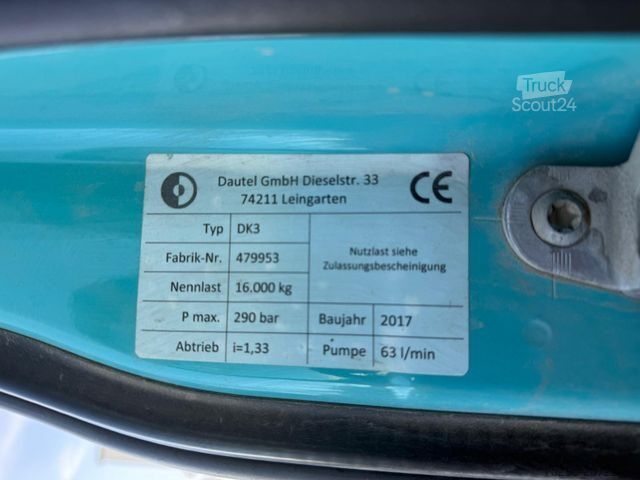 Truck
Scout24
Dautel GmbH Dieselstr. 33
74211 Leingarten
CE
Typ DK3
Fabrik-Nr. 479953
Nutzlast siehe
Zulassungsbescheinigung
Nennlast 16.000 kg
P max. 290 bar Baujahr 2017
Abtrieb i=1,33 Pumpe 63 l/min